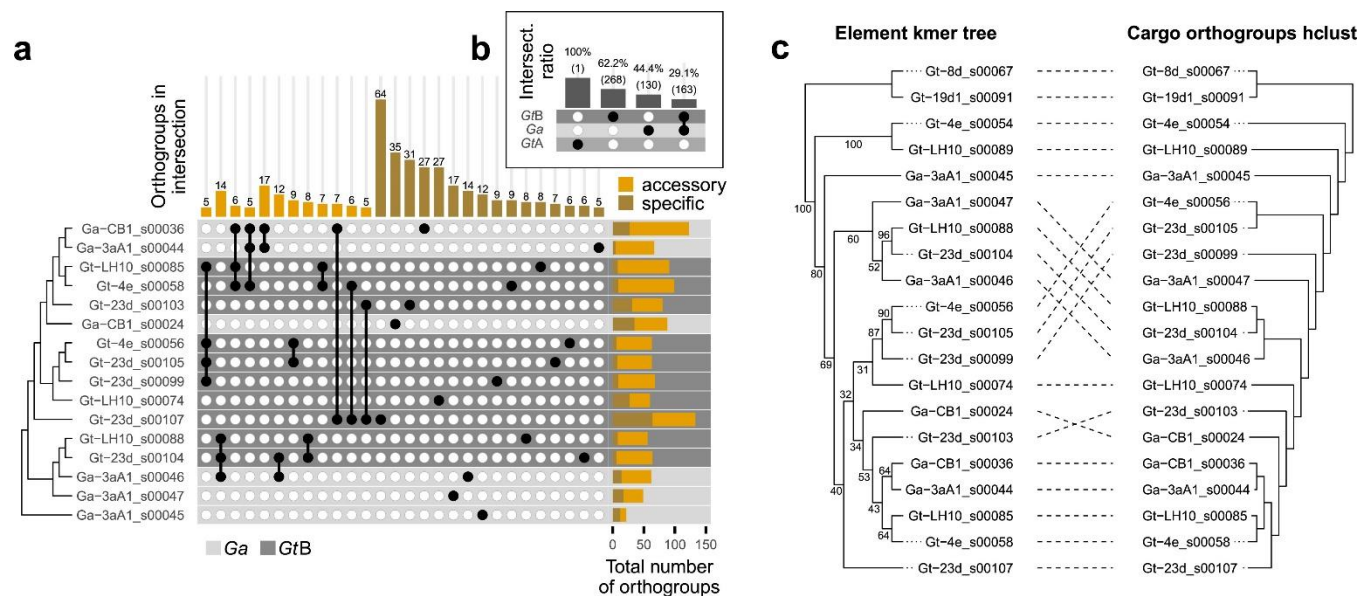 a
Orthogroups in
intersection
5
14
6
5
17
12
9
8
7
7
6
5
64
35
31
27
27
17
14
12
9
9
8
8
7
6
6
5
accessory
specific
Ga-CB1_s00036
Ga-3aA1_s00044
Gt-LH10_s00085
Gt-4e_s00058
Gt-23d_s00103
Ga-CB1_s00024
Gt-4e_s00056
Gt-23d_s00105
Gt-23d_s00099
Gt-LH10_s00074
Gt-23d_s00107
Gt-LH10_s00088
Gt-23d_s00104
Ga-3aA1_s00046
Ga-3aA1_s00047
Ga-3aA1_s00045
Ga GtB
0 50 100 150
Total number
of orthogroups
b
Intersect.
ratio
100%
(1)
62.2%
(268)
44.4%
(130)
29.1%
(163)
GtB
Ga
GtA
c
Element kmer tree
Gt-8d_s00067
Gt-19d1_s00091
Gt-4e_s00054
Gt-LH10_s00089
Ga-3aA1_s00045
Ga-3aA1_s00047
Gt-LH10_s00088
Gt-23d_s00104
Ga-3aA1_s00046
Gt-4e_s00056
Gt-23d_s00105
Gt-23d_s00099
Gt-LH10_s00074
Ga-CB1_s00024
Gt-23d_s00103
Ga-CB1_s00036
Ga-3aA1_s00044
Gt-LH10_s00085
Gt-4e_s00058
Gt-23d_s00107
100
100
80
60
96
52
69
90
87
31
32
34
53
64
43
64
40
Cargo orthogroups hclust
Gt-8d_s00067
Gt-19d1_s00091
Gt-4e_s00054
Gt-LH10_s00089
Ga-3aA1_s00045
Gt-4e_s00056
Gt-23d_s00105
Gt-23d_s00099
Ga-3aA1_s00047
Gt-LH10_s00088
Gt-23d_s00104
Ga-3aA1_s00046
Gt-LH10_s00074
Gt-23d_s00103
Ga-CB1_s00024
Ga-CB1_s00036
Ga-3aA1_s00044
Gt-LH10_s00085
Gt-4e_s00058
Gt-23d_s00107